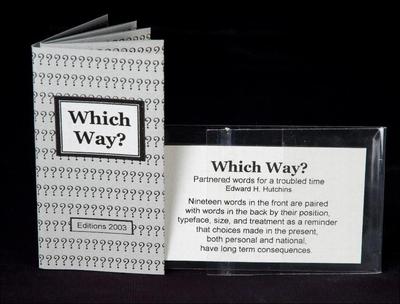 Which
Way?
Editions 2003
Which Way?
Partnered words for a troubled time
Edward H. Hutchins
Nineteen words in the front are paired
with words in the back by their position,
typeface, size, and treatment as a reminder
that choices made in the present,
both personal and national,
have long term consequences.